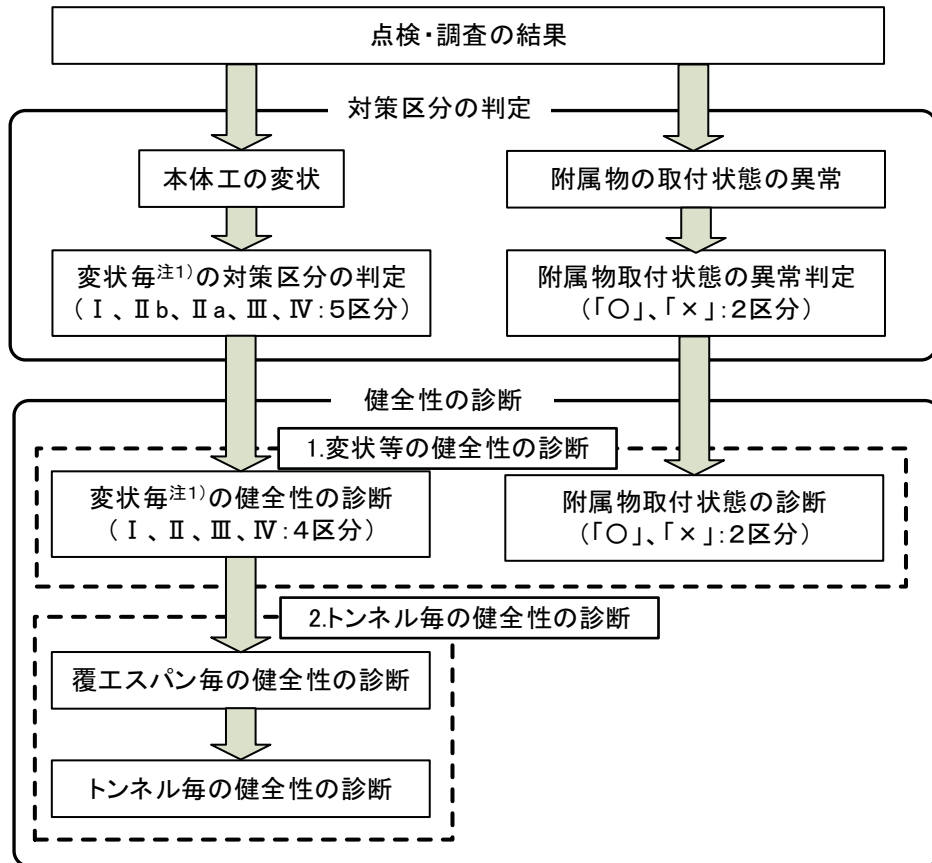 点検・調査の結果
対策区分の判定
本体工の変状
附属物の取付状態の異常
変状毎注1)の対策区分の判定
(Ⅰ、Ⅱb、Ⅱa、Ⅲ、Ⅳ:5区分)
附属物取付状態の異常判定
(「○」、「×」:2区分)
健全性の診断
1.変状等の健全性の診断
変状毎注1)の健全性の診断
(Ⅰ、Ⅱ、Ⅲ、Ⅳ:4区分)
附属物取付状態の診断
(「○」、「×」:2区分)
2.トンネル毎の健全性の診断
覆工スパン毎の健全性の診断
トンネル毎の健全性の診断